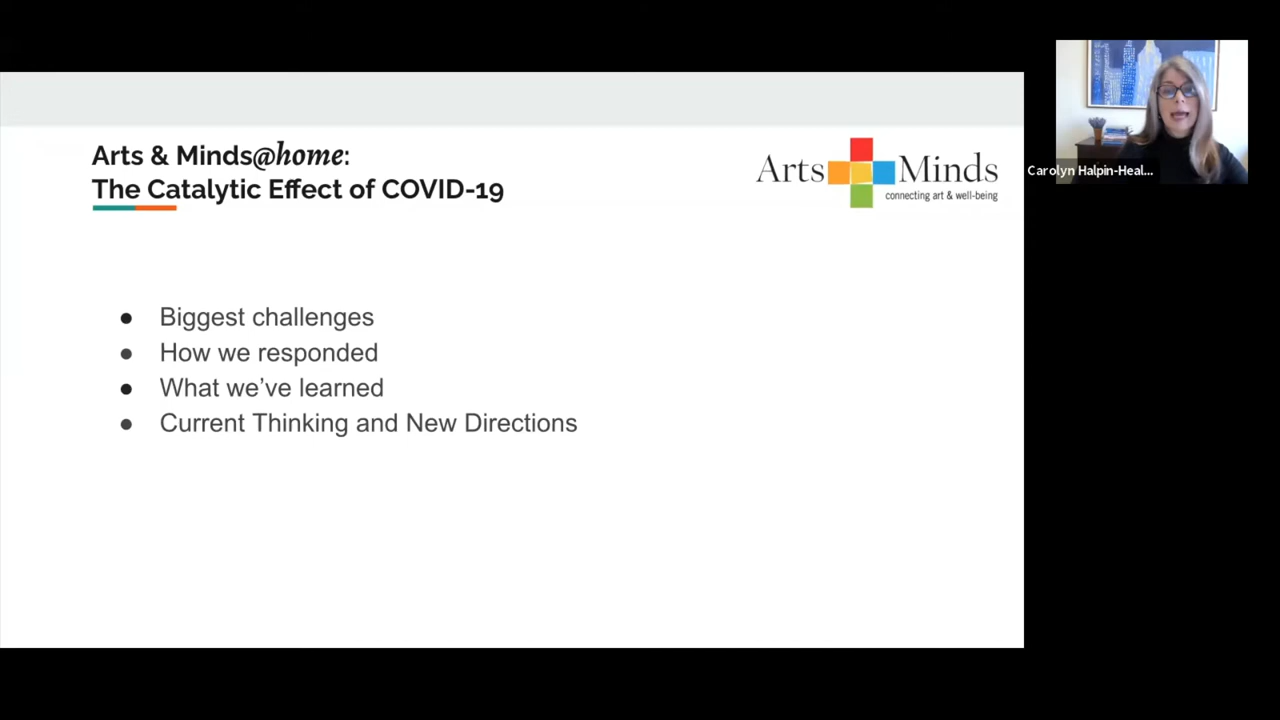 Arts & Minds@home:
The Catalytic Effect of COVID-19
Arts Minds
connecting art & well-being
Carolyn Halpin-Heal...
● Biggest challenges
● How we responded
● What we’ve learned
● Current Thinking and New Directions